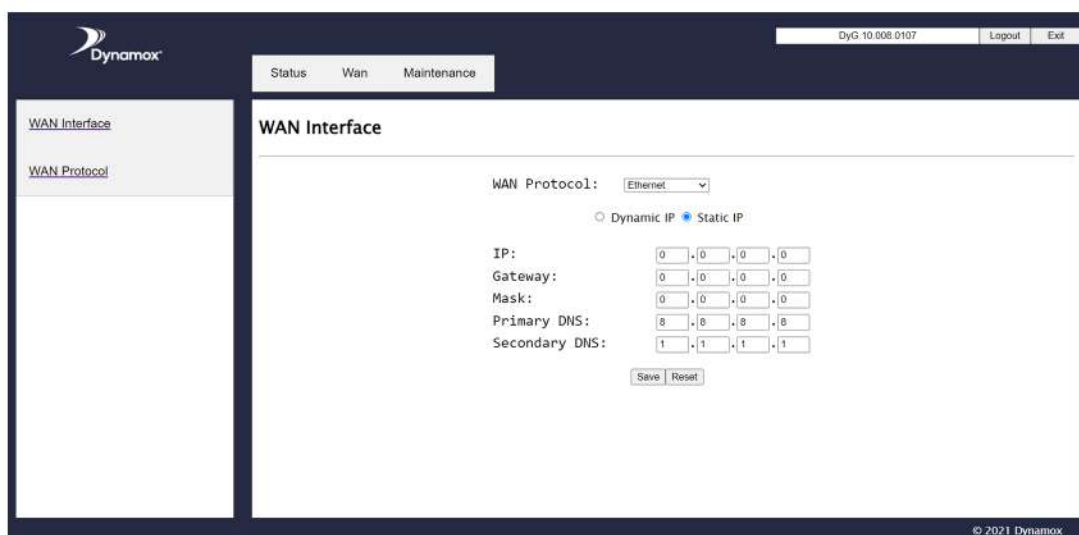 Dynamox
DyG 10.008.0107 Logout Exit
Status Wan Maintenance
WAN Interface
WAN Protocol
WAN Interface
WAN Protocol: Ethernet
Dynamic IP Static IP
IP: 0 . 0 . 0 . 0
Gateway: 0 . 0 . 0 . 0
Mask: 0 . 0 . 0 . 0
Primary DNS: 8 . 8 . 8 . 8
Secondary DNS: 1 . 1 . 1 . 1
Save Reset
© 2021 Dynamox